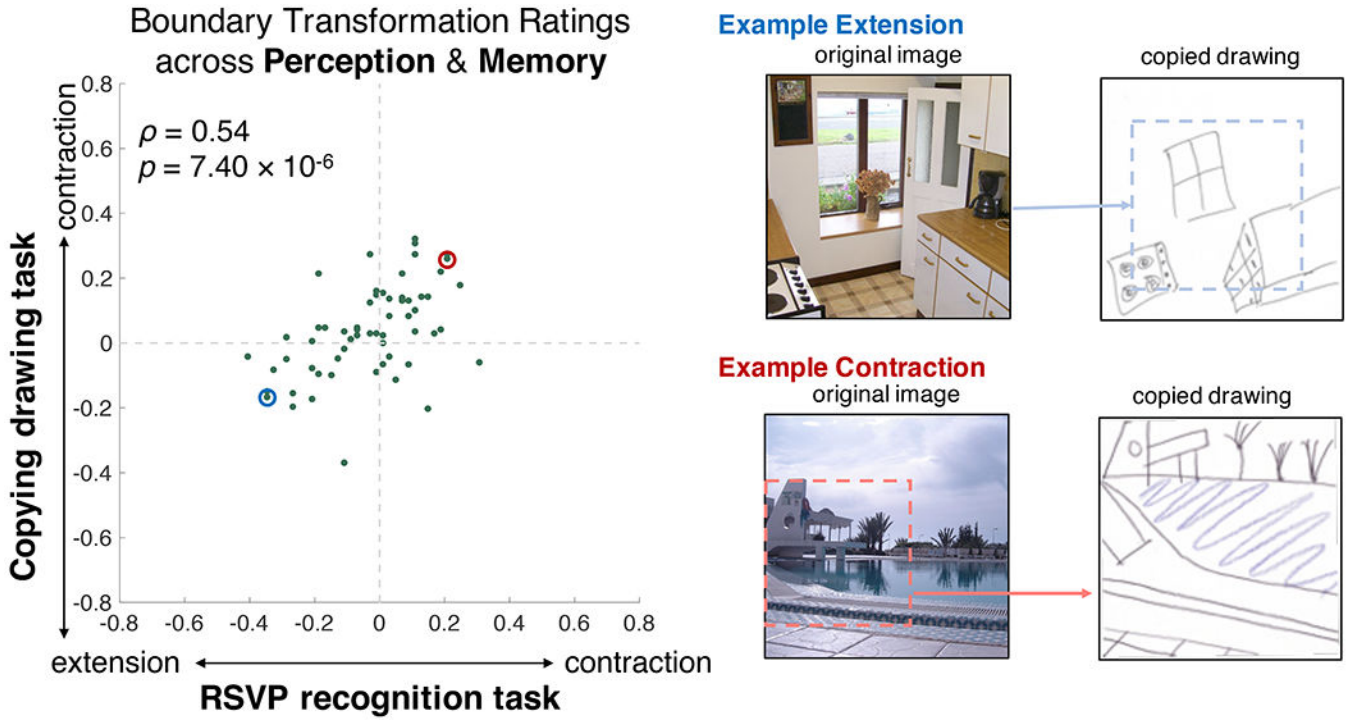 Boundary Transformation Ratings
across Perception & Memory
ρ = 0.54
p = 7.40 × 10-6
0.8
0.6
0.4
0.2
0
-0.2
-0.4
-0.6
-0.8
contraction
Copying drawing task
-0.8 -0.6 -0.4 -0.2 0 0.2 0.4 0.6 0.8
extension contraction
RSVP recognition task
Example Extension
original image
copied drawing
Example Contraction
original image
copied drawing